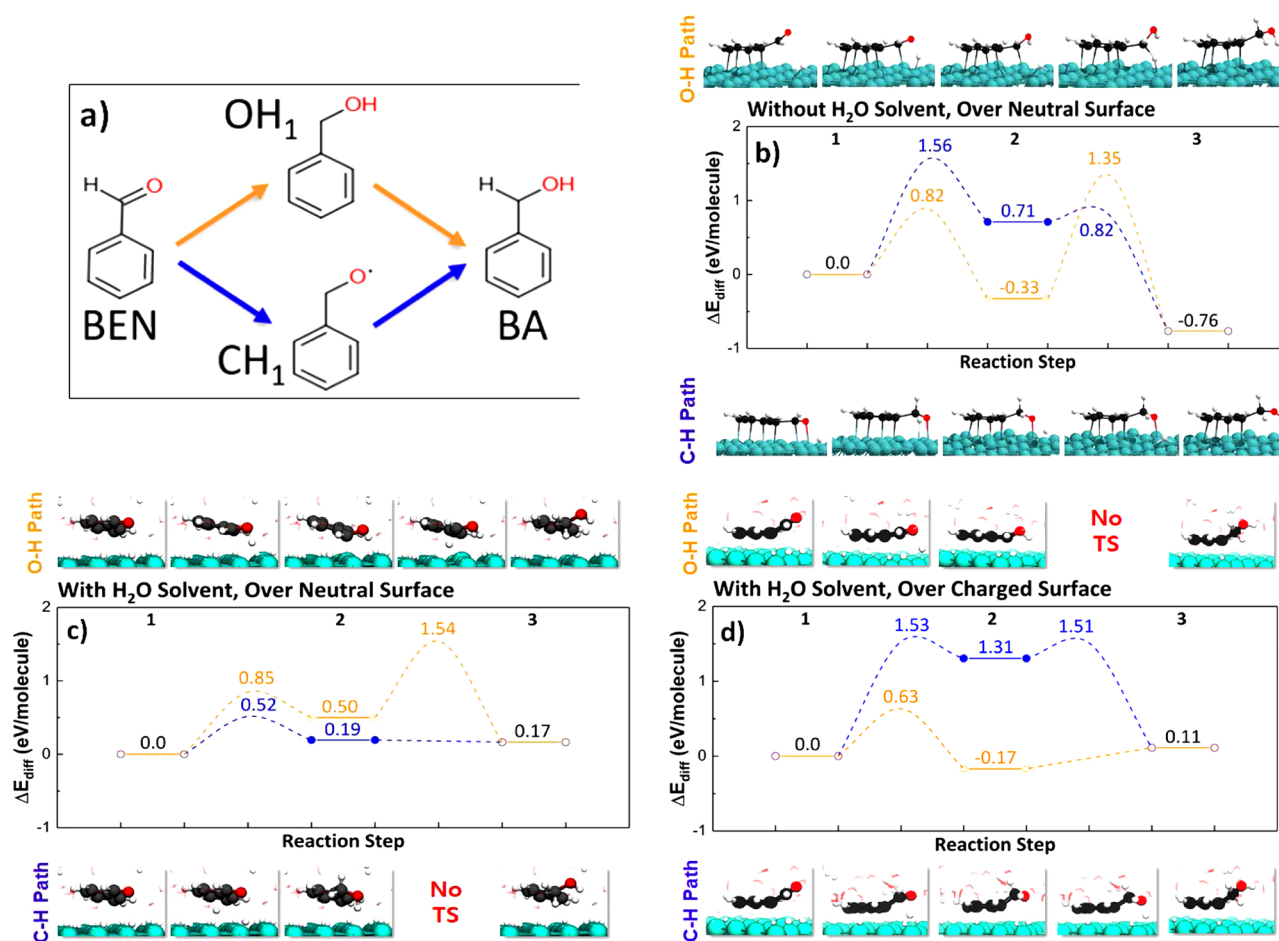 a)
OH
OH₁
H
O
H
OH
BEN
BA
O·
CH₁
O-H Path
Without H₂O Solvent, Over Neutral Surface
b)
1
2
3
2
1
0
-1
ΔE_diff (eV/molecule)
0.0
1.56
0.82
0.71
-0.33
1.35
0.82
-0.76
Reaction Step
C-H Path
O-H Path
With H₂O Solvent, Over Neutral Surface
c)
1
2
3
2
1
0
-1
ΔE_diff (eV/molecule)
0.0
0.85
0.52
0.50
0.19
1.54
0.17
Reaction Step
C-H Path
No
TS
O-H Path
No
TS
With H₂O Solvent, Over Charged Surface
d)
1
2
3
2
1
0
-1
ΔE_diff (eV/molecule)
0.0
1.53
0.63
1.31
-0.17
1.51
0.11
Reaction Step
C-H Path